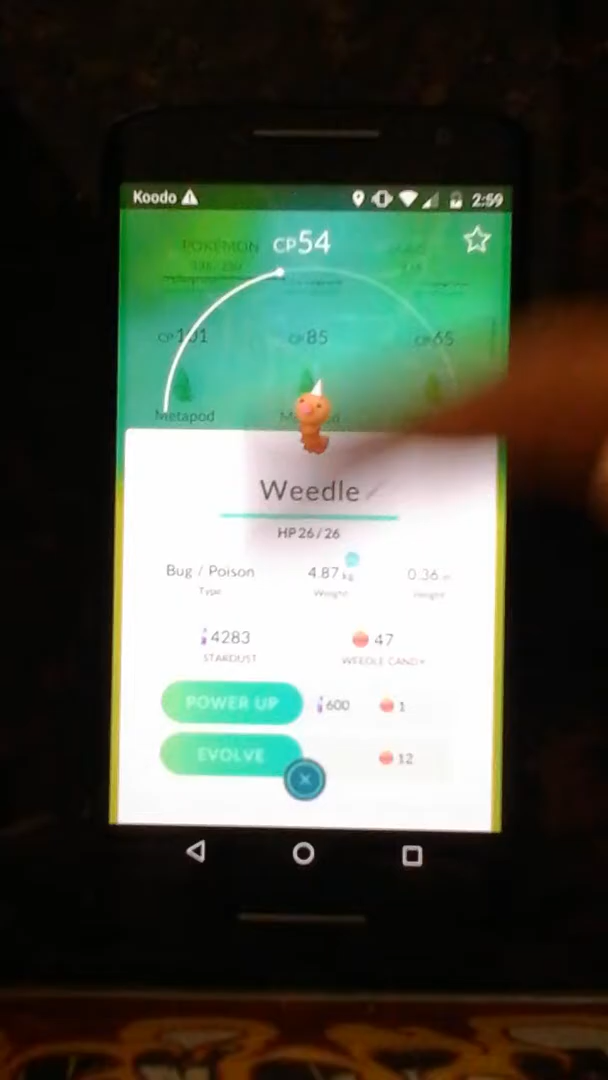 Koodo 2:59
POKÉMON
CP54
CP101 CP85 CP65
Metapod
Weedle
HP 26 / 26
Bug / Poison 4.87 kg 0.36 m
Type Weight Height
4283 47
STARDUST WEEDLE CANDY
POWER UP 600 1
EVOLVE 12